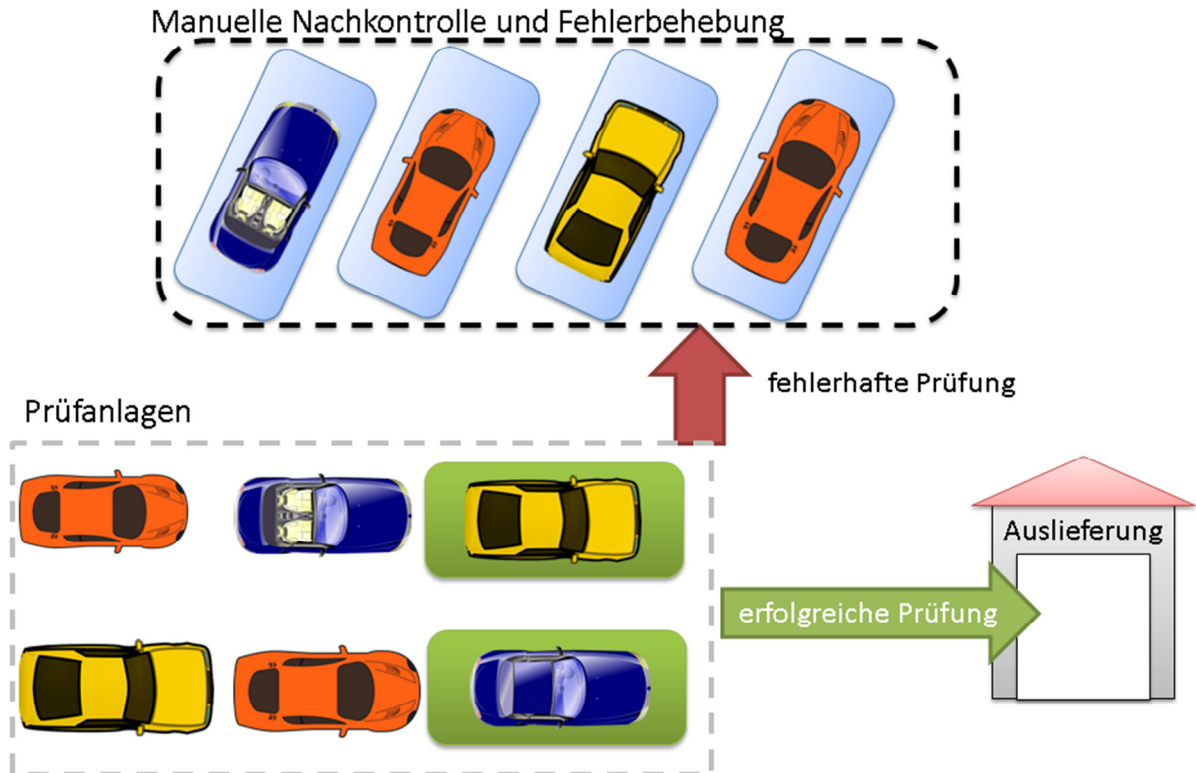 Manuelle Nachkontrolle und Fehlerbehebung
fehlerhafte Prüfung
Prüfanlagen
Auslieferung
erfolgreiche Prüfung